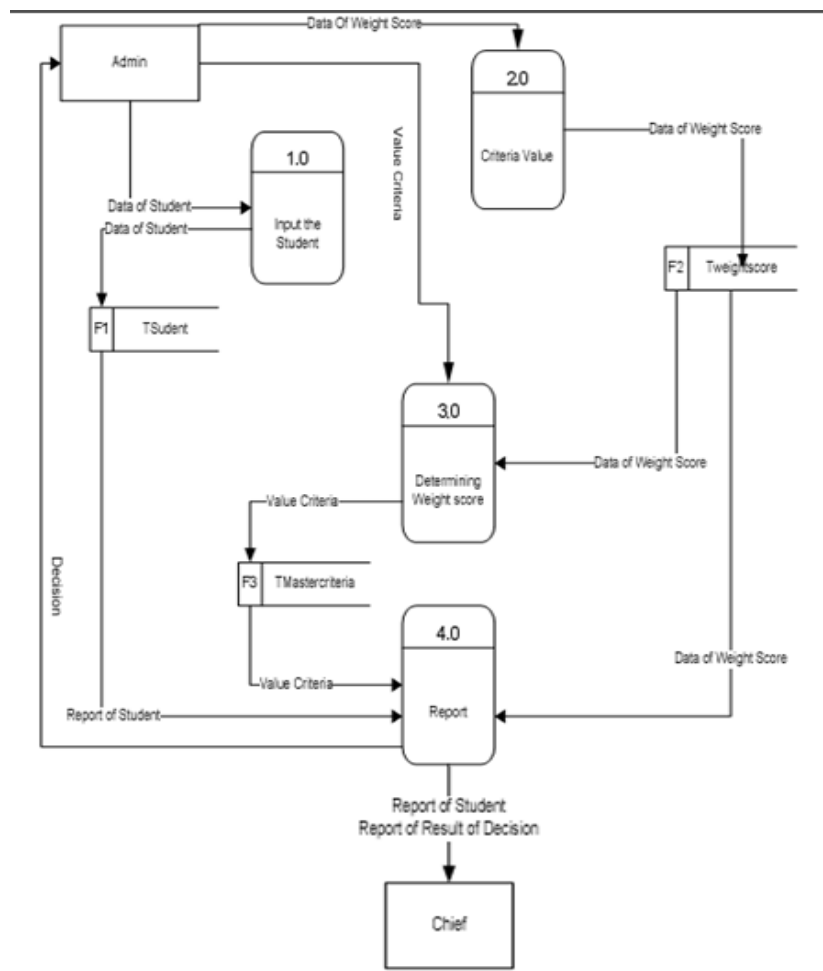 Data Of Weight Score
Admin
2.0
Criteria Value
Data of Weight Score
Value Criteria
1.0
Input the
Student
Data of Student
Data of Student
F2
Tweightscore
F1
TSudent
3.0
Determining
Weight score
Data of Weight Score
Value Criteria
F3
TMastercriteria
Decision
4.0
Report
Data of Weight Score
Value Criteria
Report of Student
Report of Student
Report of Result of Decision
Chief